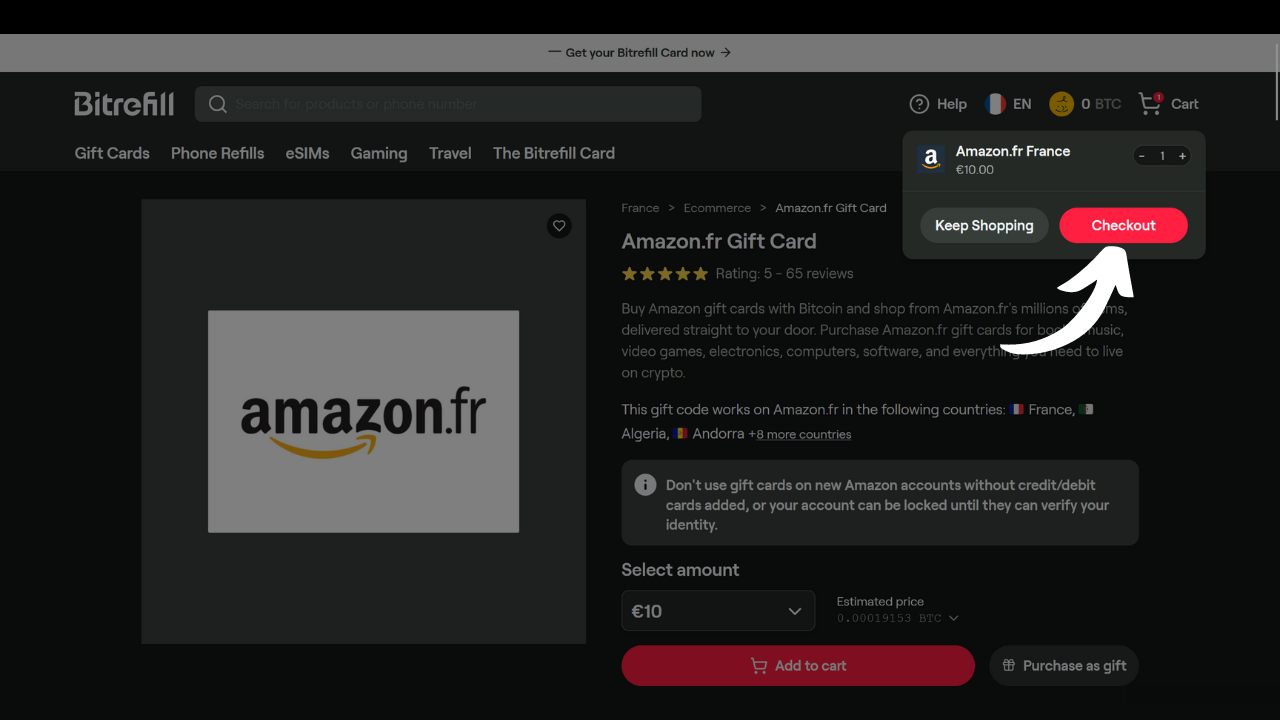 Get your Bitrefill Card now →
Bitrefill
Search for products or phone number
Help
EN
0 BTC
1
Cart
Gift Cards
Phone Refills
eSIMs
Gaming
Travel
The Bitrefill Card
a
Amazon.fr France
€10.00
- 1 +
Keep Shopping
Checkout
France > Ecommerce > Amazon.fr Gift Card
Amazon.fr Gift Card
Rating: 5 - 65 reviews
Buy Amazon gift cards with Bitcoin and shop from Amazon.fr's millions of
delivered straight to your door. Purchase Amazon.fr gift cards for
video games, electronics, computers, software, and need to live
on crypto.
This gift code works on Amazon.fr in the following countries: France,
Algeria, Andorra +8 more countries
amazon.fr
Don't use gift cards on new Amazon accounts without credit/debit
cards added, or your account can be locked until they can verify your
identity.
Select amount
€10
Estimated price
0.00019153 BTC
Add to cart
Purchase as gift